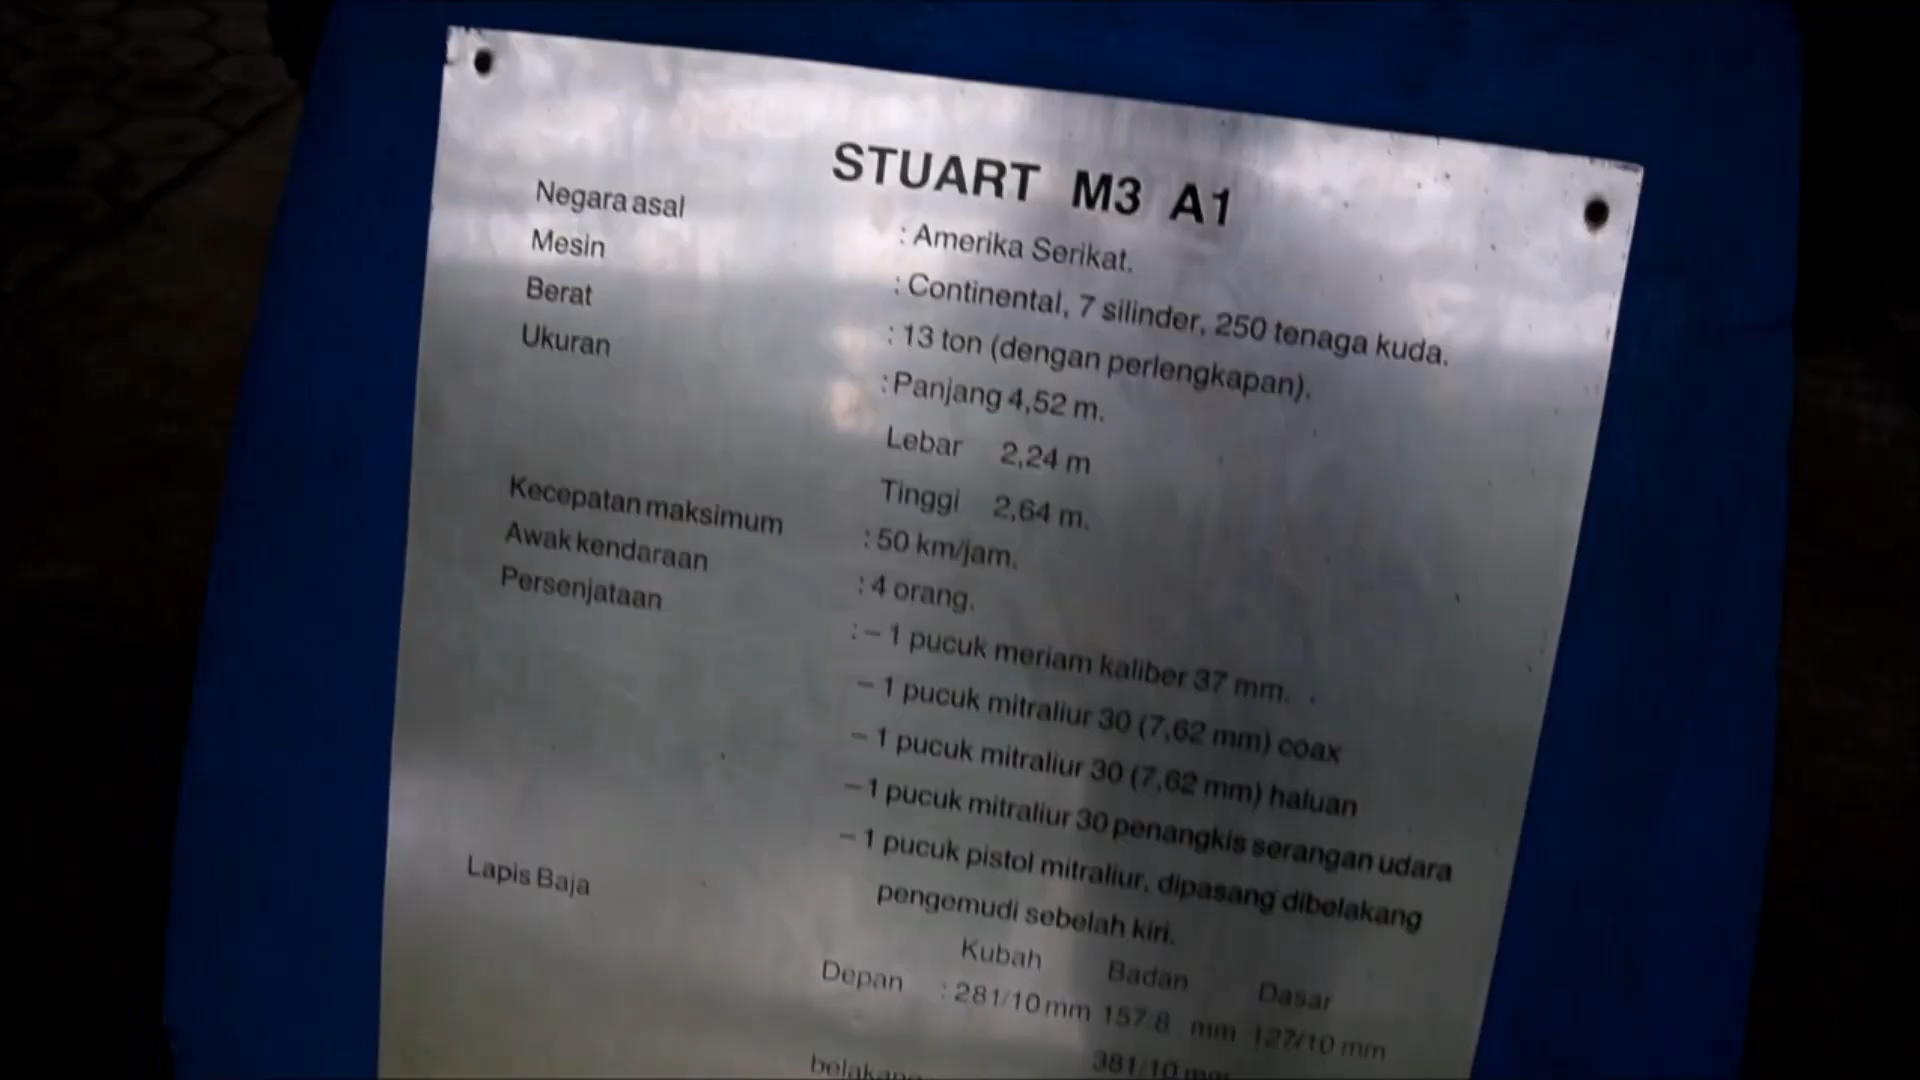 STUART M3 A1
Negara asal : Amerika Serikat.
Mesin : Continental, 7 silinder, 250 tenaga kuda.
Berat : 13 ton (dengan perlengkapan).
Ukuran : Panjang 4,52 m.
Lebar 2,24 m
Tinggi 2,64 m.
Kecepatan maksimum : 50 km/jam.
Awak kendaraan : 4 orang.
Persenjataan : – 1 pucuk meriam kaliber 37 mm.
– 1 pucuk mitraliur 30 (7,62 mm) coax
– 1 pucuk mitraliur 30 (7,62 mm) haluan
– 1 pucuk mitraliur 30 penangkis serangan udara
– 1 pucuk pistol mitraliur, dipasang dibelakang
pengemudi sebelah kiri.
Lapis Baja Kubah Badan Dasar
Depan : 281/10 mm 157.8 mm 127/10 mm
381/10 mm
belakang